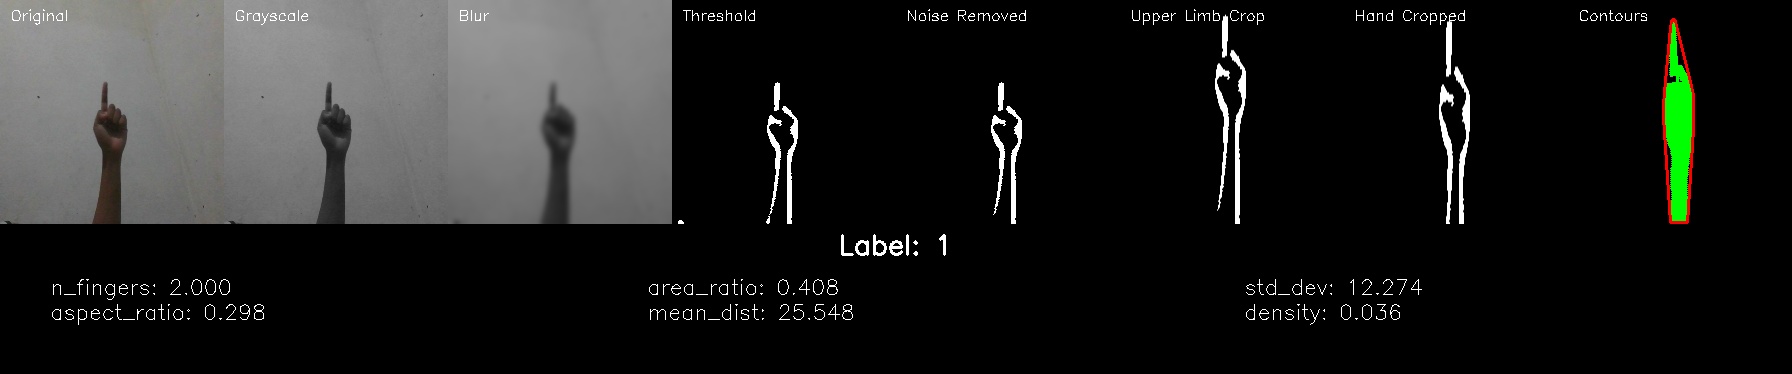 Original
Grayscale
Blur
Threshold
Noise Removed
Upper Limb Crop
Hand Cropped
Contours
Label: 1
n_fingers: 2.000
area_ratio: 0.408
std_dev: 12.274
aspect_ratio: 0.298
mean_dist: 25.548
density: 0.036